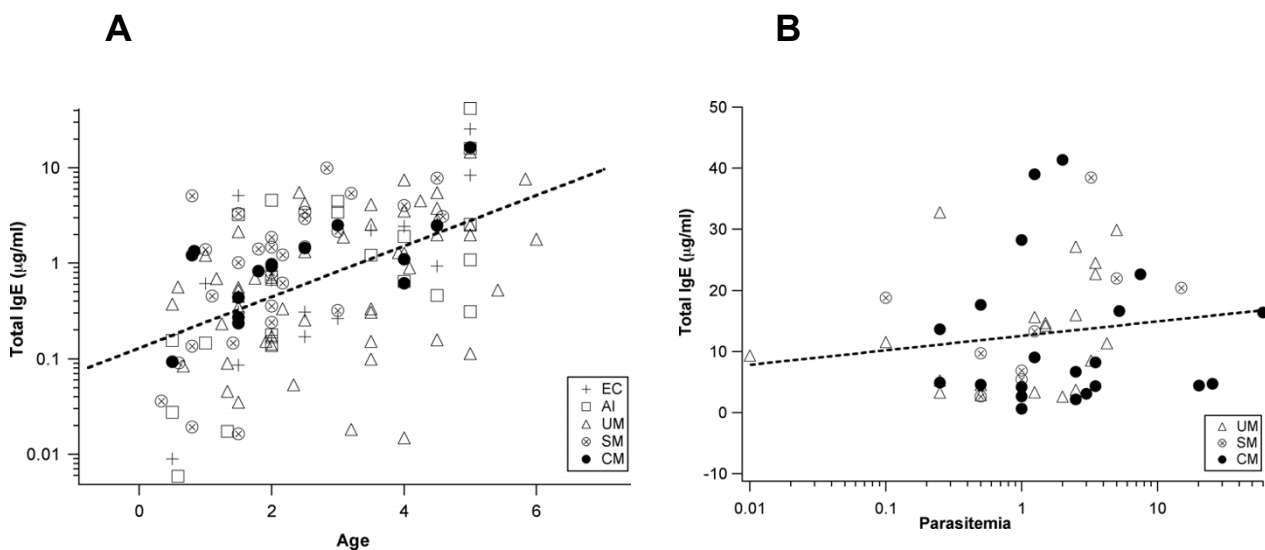 A
B
Total IgE (μg/ml)
10
1
0.1
0.01
0
2
4
6
Age
EC
AI
UM
SM
CM
Total IgE (μg/ml)
50
40
30
20
10
0
-10
0.01
0.1
1
10
Parasitemia
UM
SM
CM